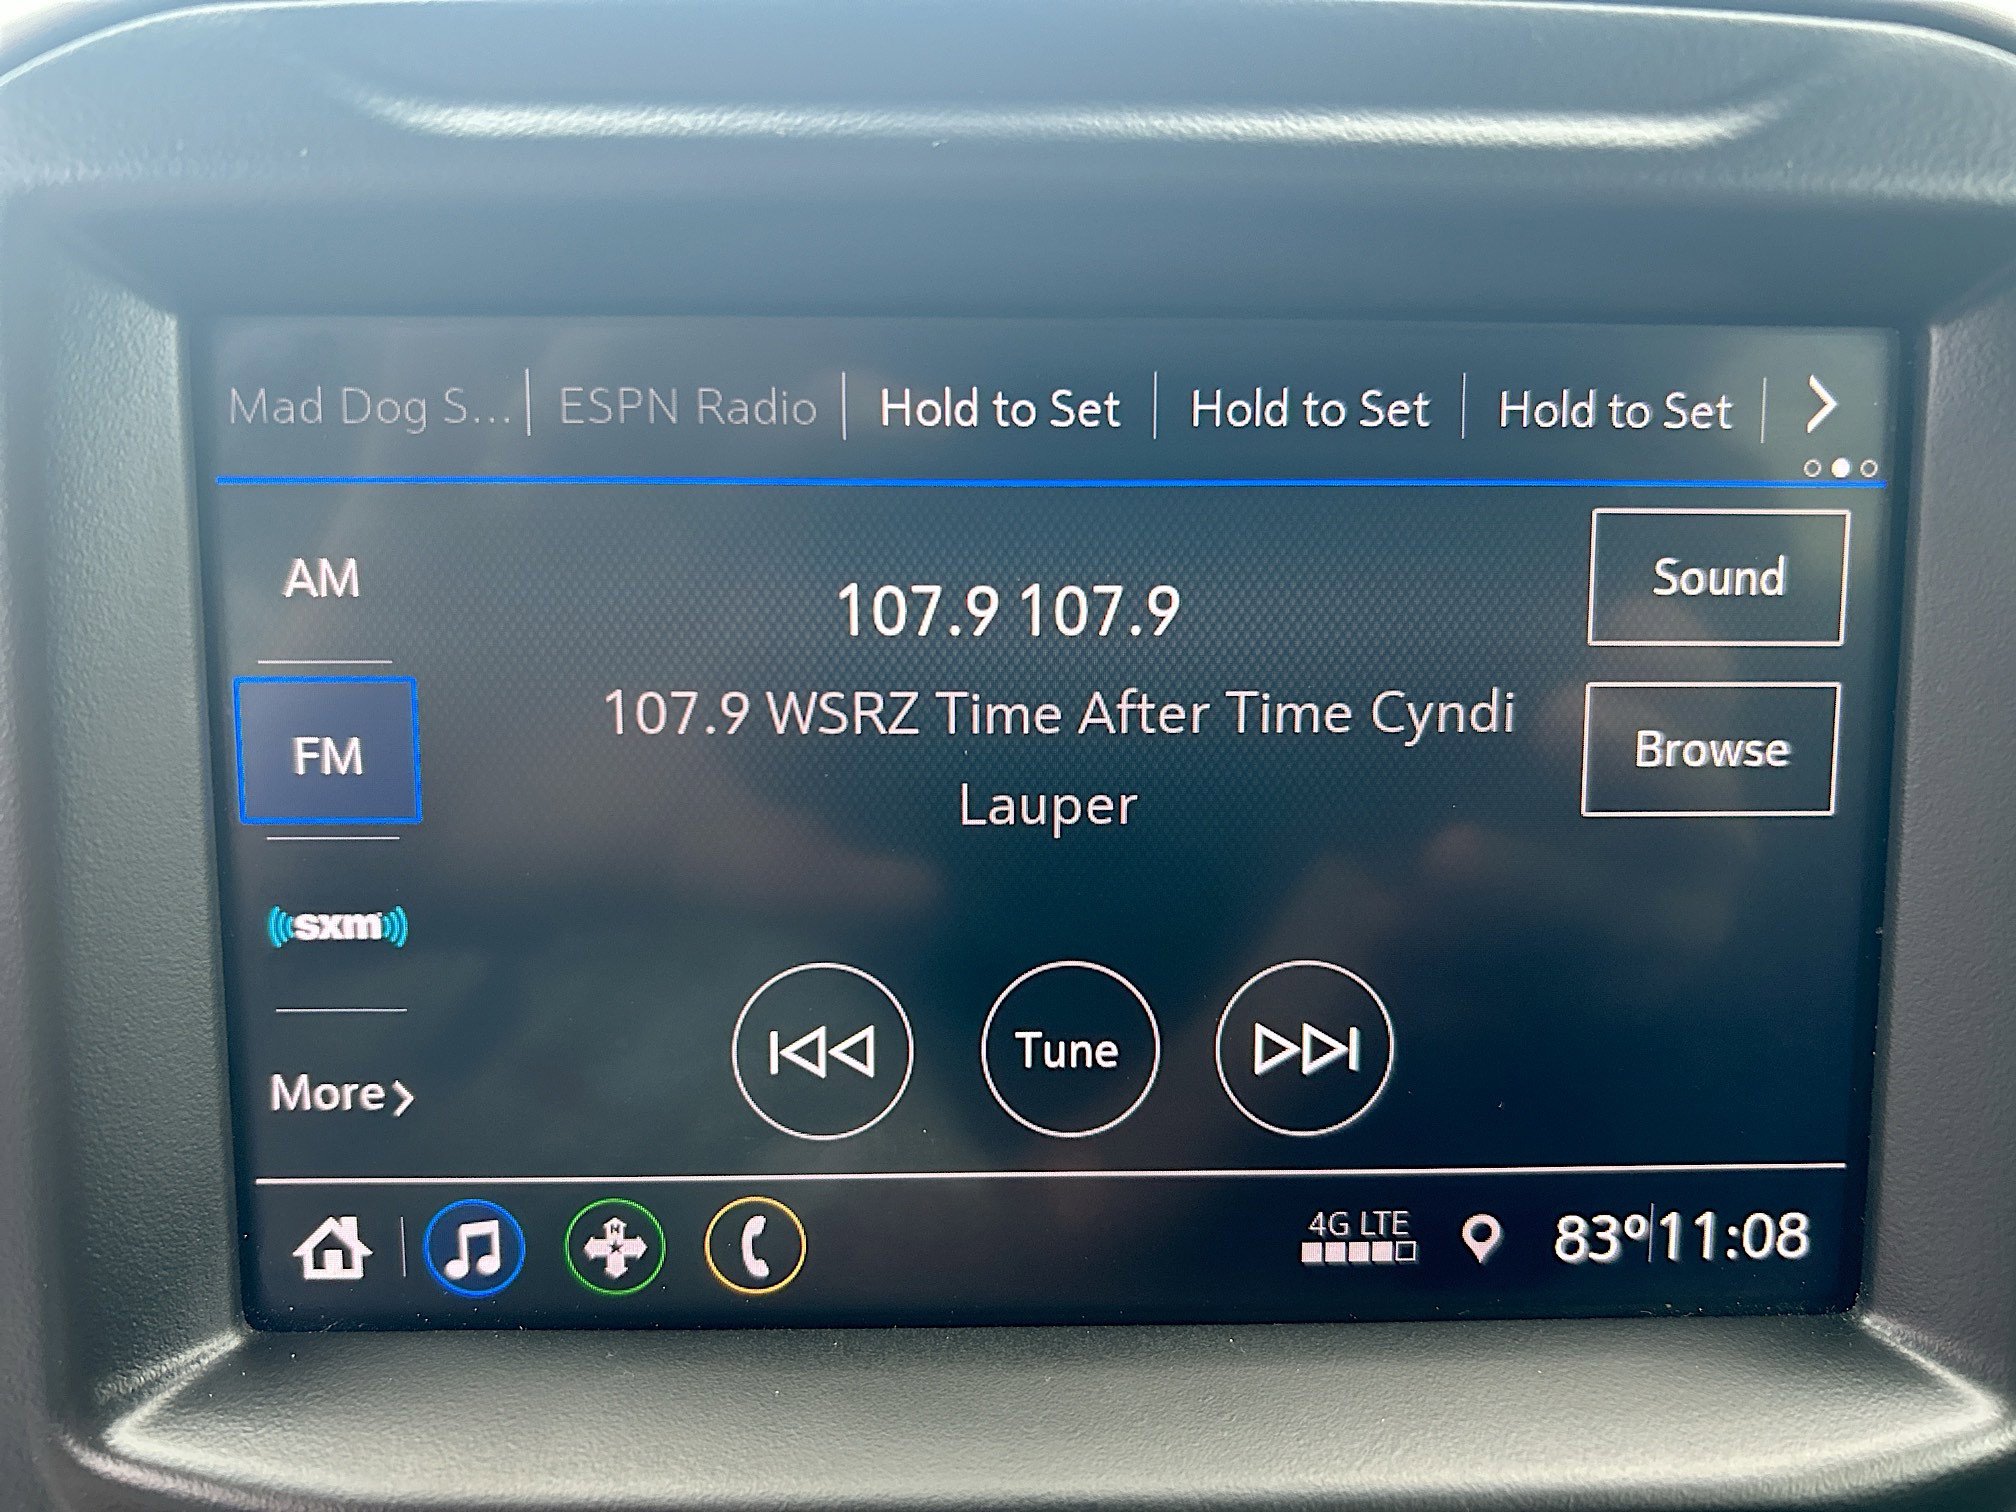 Mad Dog S... ESPN Radio Hold to Set Hold to Set Hold to Set
AM
FM
sxm
More
107.9 107.9
107.9 WSRZ Time After Time Cyndi
Lauper
Sound
Browse
Tune
N
4G LTE
83° 11:08